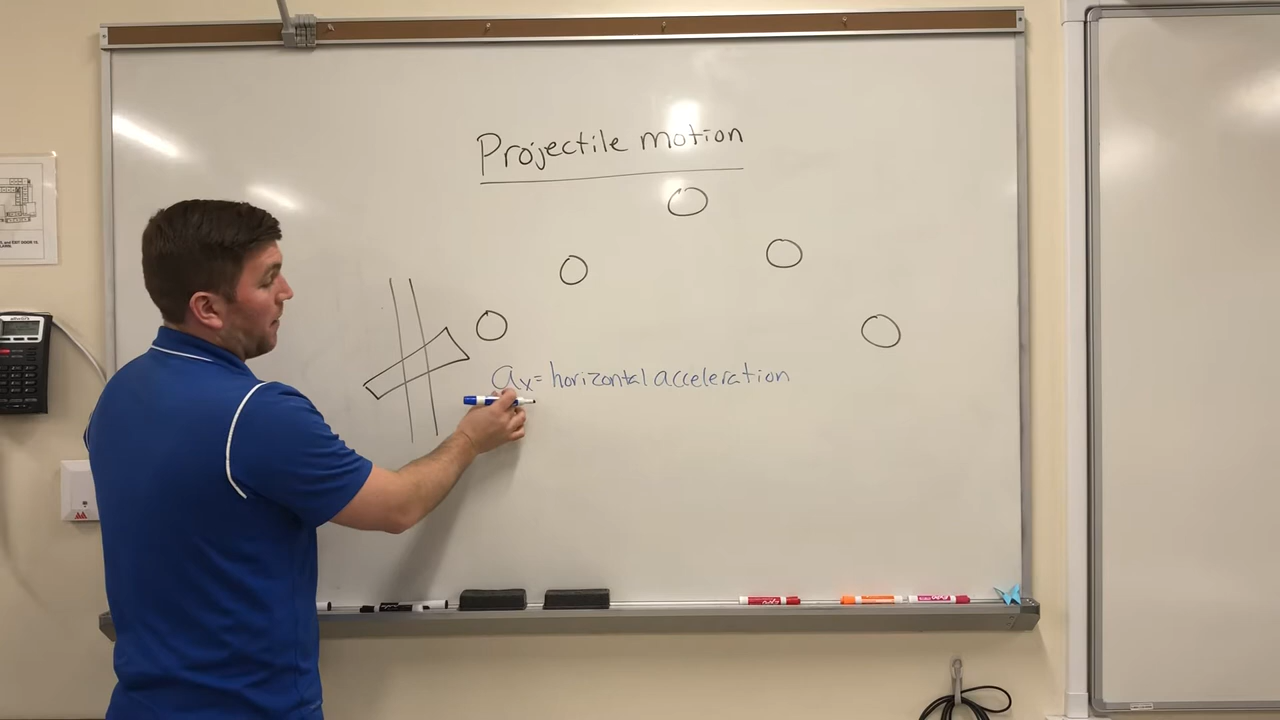 Projectile motion
ax = horizontal acceleration